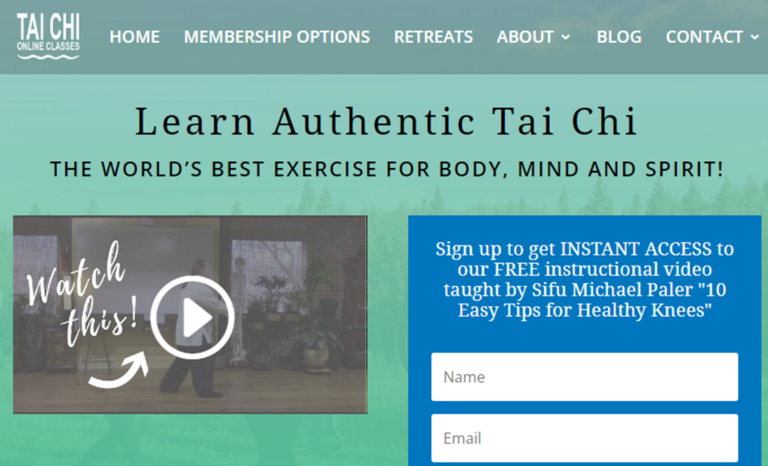 TAI CHI
ONLINE CLASSES
HOME MEMBERSHIP OPTIONS RETREATS ABOUT BLOG CONTACT
Learn Authentic Tai Chi
THE WORLD’S BEST EXERCISE FOR BODY, MIND AND SPIRIT!
Watch
this!
Sign up to get INSTANT ACCESS to
our FREE instructional video
taught by Sifu Michael Paler "10
Easy Tips for Healthy Knees"
Name
Email